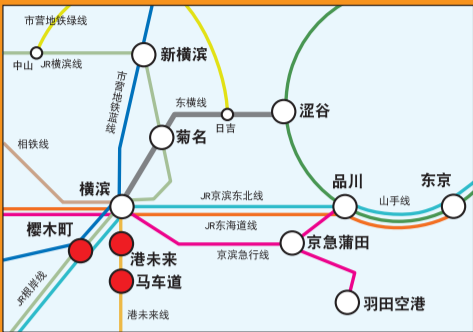 市营地铁绿线
中山
JR横滨线
新横滨
市营地铁蓝线
东横线
日吉
涩谷
菊名
相铁线
横滨
JR京滨东北线
品川
山手线
东京
樱木町
JR东海道线
港未来
京滨急行线
京急蒲田
马车道
JR根岸线
羽田空港
港未来线